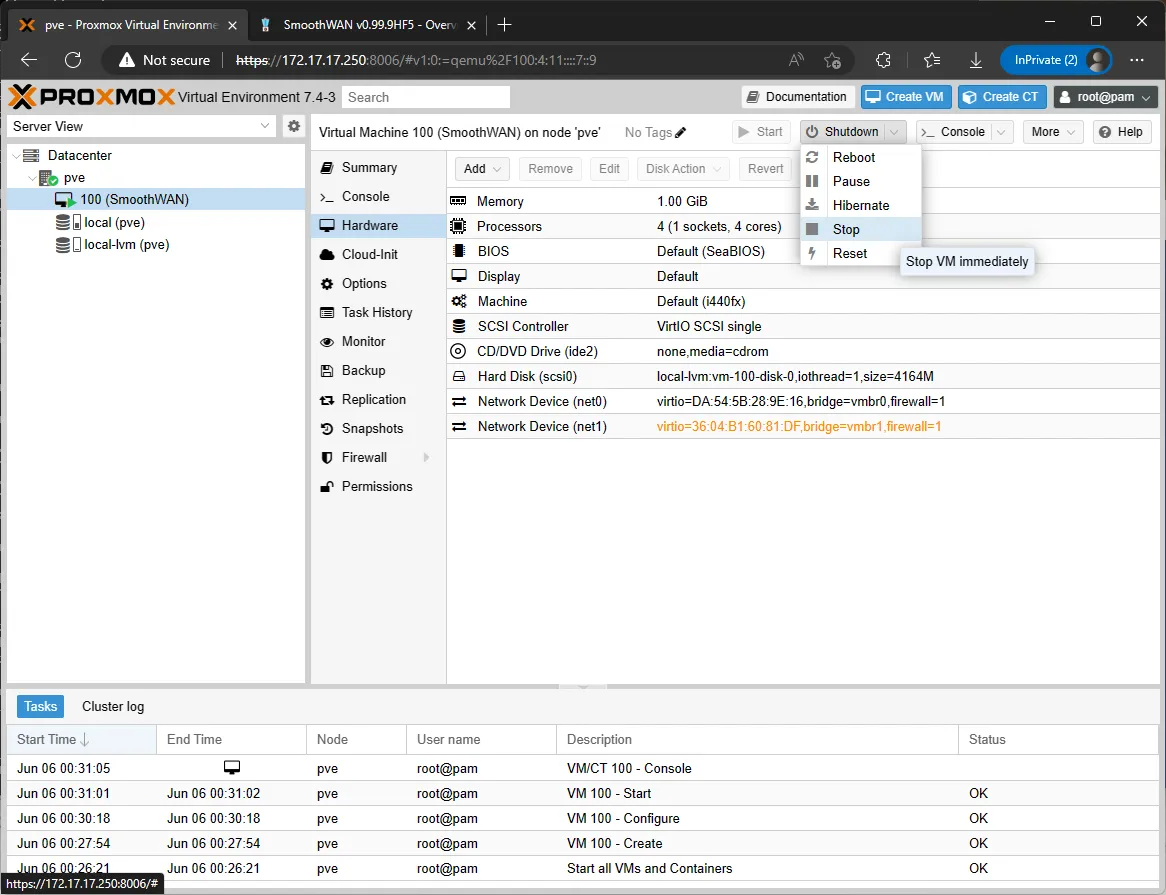 pve - Proxmox Virtual Environme
SmoothWAN v0.99.9HF5 - Overv
Not secure
https://172.17.17.250:8006/#v1:0:=qemu%2F100:4:11::::7::9
InPrivate (2)
PROXMOX Virtual Environment 7.4-3
Search
Documentation
Create VM
Create CT
root@pam
Server View
Virtual Machine 100 (SmoothWAN) on node 'pve'
No Tags
Start
Shutdown
Console
More
Help
Datacenter
pve
100 (SmoothWAN)
local (pve)
local-lvm (pve)
Summary
Console
Hardware
Cloud-Init
Options
Task History
Monitor
Backup
Replication
Snapshots
Firewall
Permissions
Add
Remove
Edit
Disk Action
Revert
Reboot
Pause
Hibernate
Stop
Reset
Stop VM immediately
Memory 1.00 GiB
Processors 4 (1 sockets, 4 cores)
BIOS Default (SeaBIOS)
Display Default
Machine Default (i440fx)
SCSI Controller VirtIO SCSI single
CD/DVD Drive (ide2) none,media=cdrom
Hard Disk (scsi0) local-lvm:vm-100-disk-0,iothread=1,size=4164M
Network Device (net0) virtio=DA:54:5B:28:9E:16,bridge=vmbr0,firewall=1
Network Device (net1) virtio=36:04:B1:60:81:DF,bridge=vmbr1,firewall=1
Tasks
Cluster log
Start Time End Time Node User name Description Status
Jun 06 00:31:05 pve root@pam VM/CT 100 - Console
Jun 06 00:31:01 Jun 06 00:31:02 pve root@pam VM 100 - Start OK
Jun 06 00:30:18 Jun 06 00:30:18 pve root@pam VM 100 - Configure OK
Jun 06 00:27:54 Jun 06 00:27:54 pve root@pam VM 100 - Create OK
Jun 06 00:26:21 Jun 06 00:26:21 pve root@pam Start all VMs and Containers OK
https://172.17.17.250:8006/#